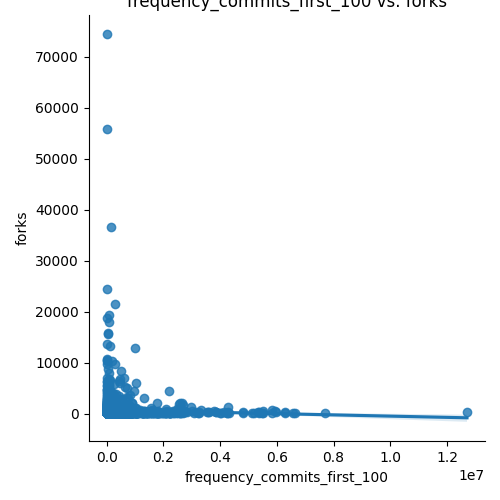 frequency_commits_first_100 vs. forks
70000
60000
50000
40000
30000
20000
10000
0
forks
0.0 0.2 0.4 0.6 0.8 1.0 1.2
1e7
frequency_commits_first_100